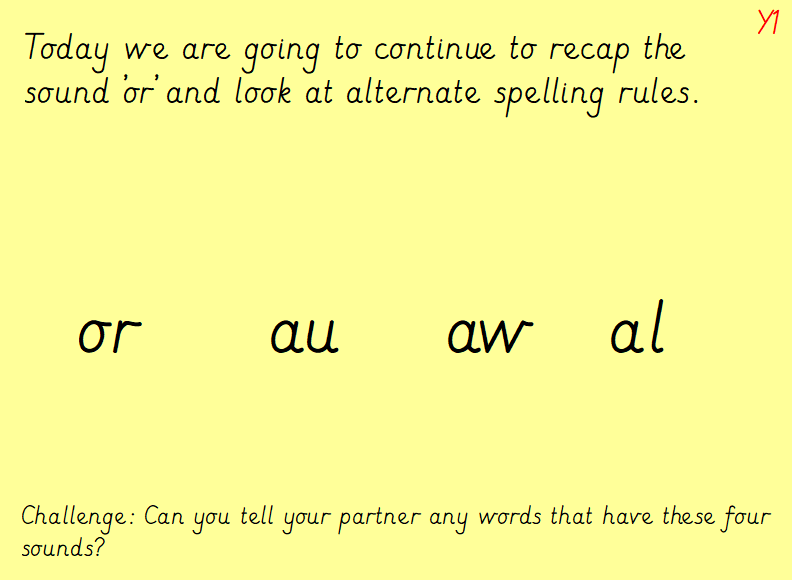 Y1
Today we are going to continue to recap the
sound 'or' and look at alternate spelling rules.
or au aw al
Challenge: Can you tell your partner any words that have these four
sounds?